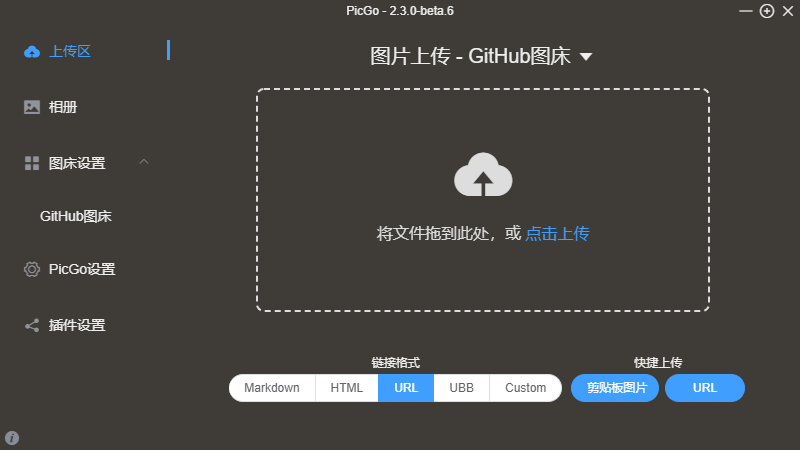 PicGo - 2.3.0-beta.6
上传区
相册
图床设置
GitHub图床
PicGo设置
插件设置
图片上传 - GitHub图床
将文件拖到此处，或 点击上传
链接格式
Markdown HTML URL UBB Custom
快捷上传
剪贴板图片 URL